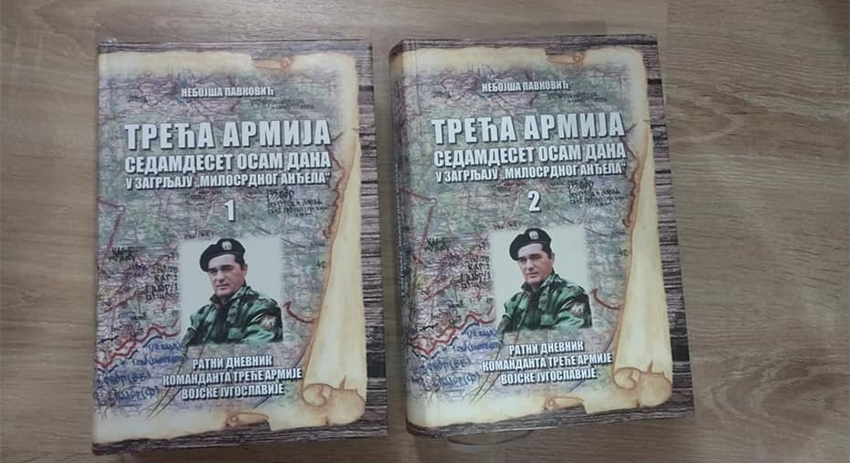 НЕБОЈША ПАВКОВИЋ
ТРЕЋА АРМИЈА
СЕДАМДЕСЕТ ОСАМ ДАНА
У ЗАГРЉАЈУ „МИЛОСРДНОГ АНЂЕЛА“
1
РАТНИ ДНЕВНИК
КОМАНДАНТА ТРЕЋЕ АРМИЈЕ
ВОЈСКЕ ЈУГОСЛАВИЈЕ
НЕБОЈША ПАВКОВИЋ
ТРЕЋА АРМИЈА
СЕДАМДЕСЕТ ОСАМ ДАНА
У ЗАГРЉАЈУ „МИЛОСРДНОГ АНЂЕЛА“
2
РАТНИ ДНЕВНИК
КОМАНДАНТА ТРЕЋЕ АРМИЈЕ
ВОЈСКЕ ЈУГОСЛАВИЈЕ